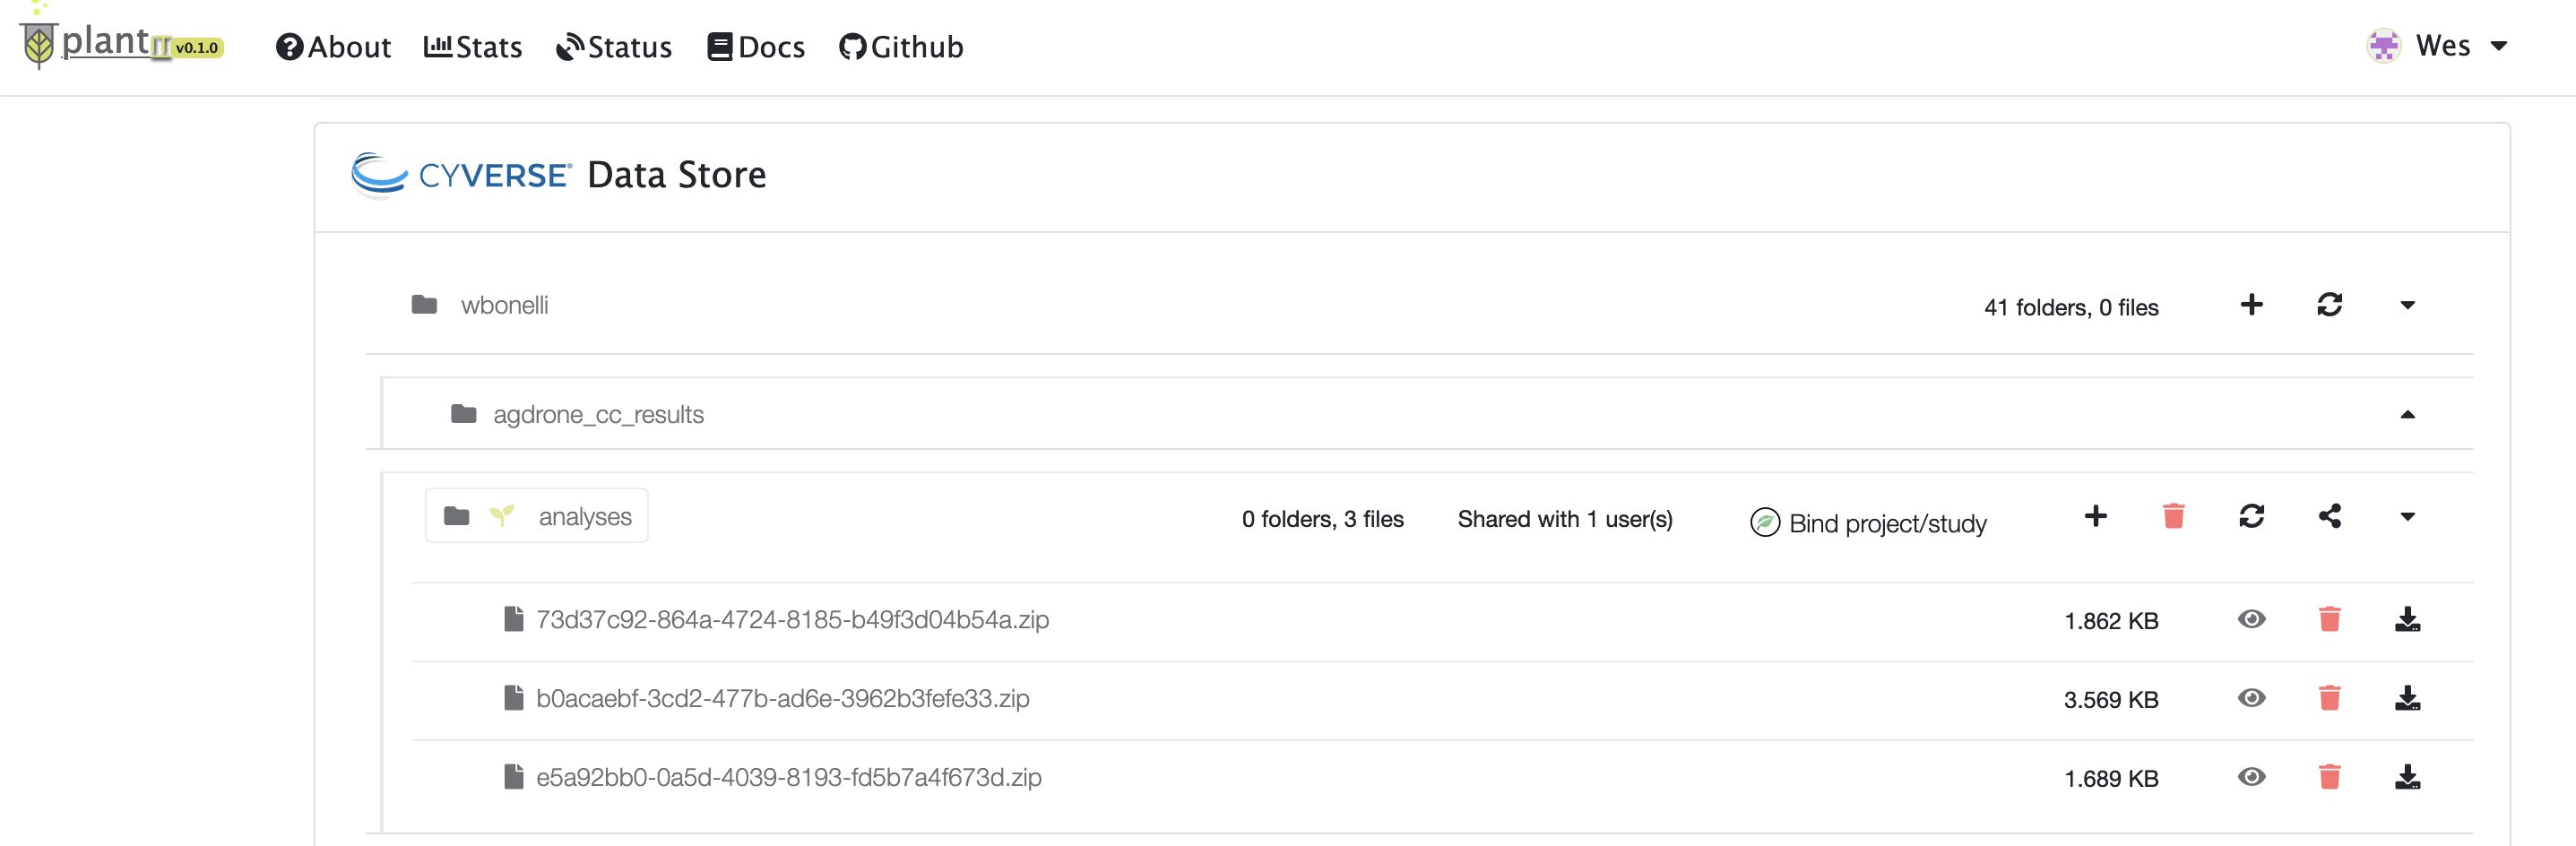 plantIT v0.1.0 About Stats Status Docs Github Wes
CYVERSE® Data Store
wbonelli 41 folders, 0 files
agdrone_cc_results
analyses 0 folders, 3 files Shared with 1 user(s) Bind project/study
73d37c92-864a-4724-8185-b49f3d04b54a.zip 1.862 KB
b0acaebf-3cd2-477b-ad6e-3962b3fefe33.zip 3.569 KB
e5a92bb0-0a5d-4039-8193-fd5b7a4f673d.zip 1.689 KB